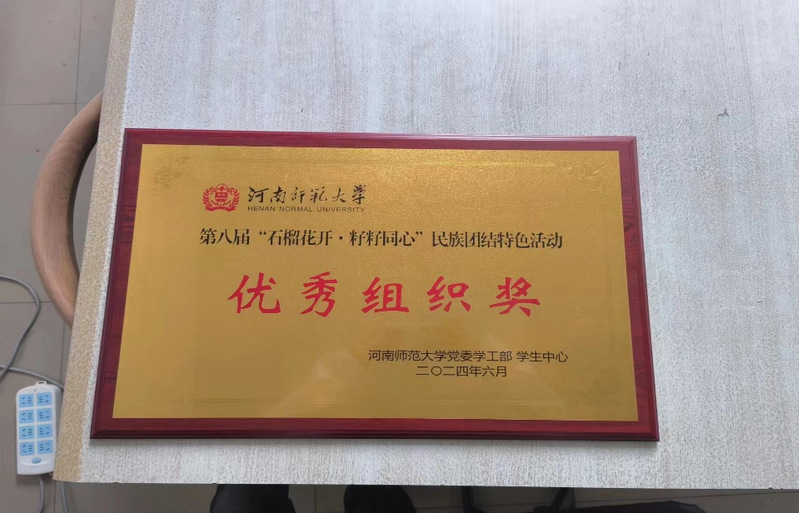 河南师范大学
HENAN NORMAL UNIVERSITY
第八届“石榴花开·籽籽同心”民族团结特色活动
优秀组织奖
河南师范大学党委学工部 学生中心
二〇二四年六月